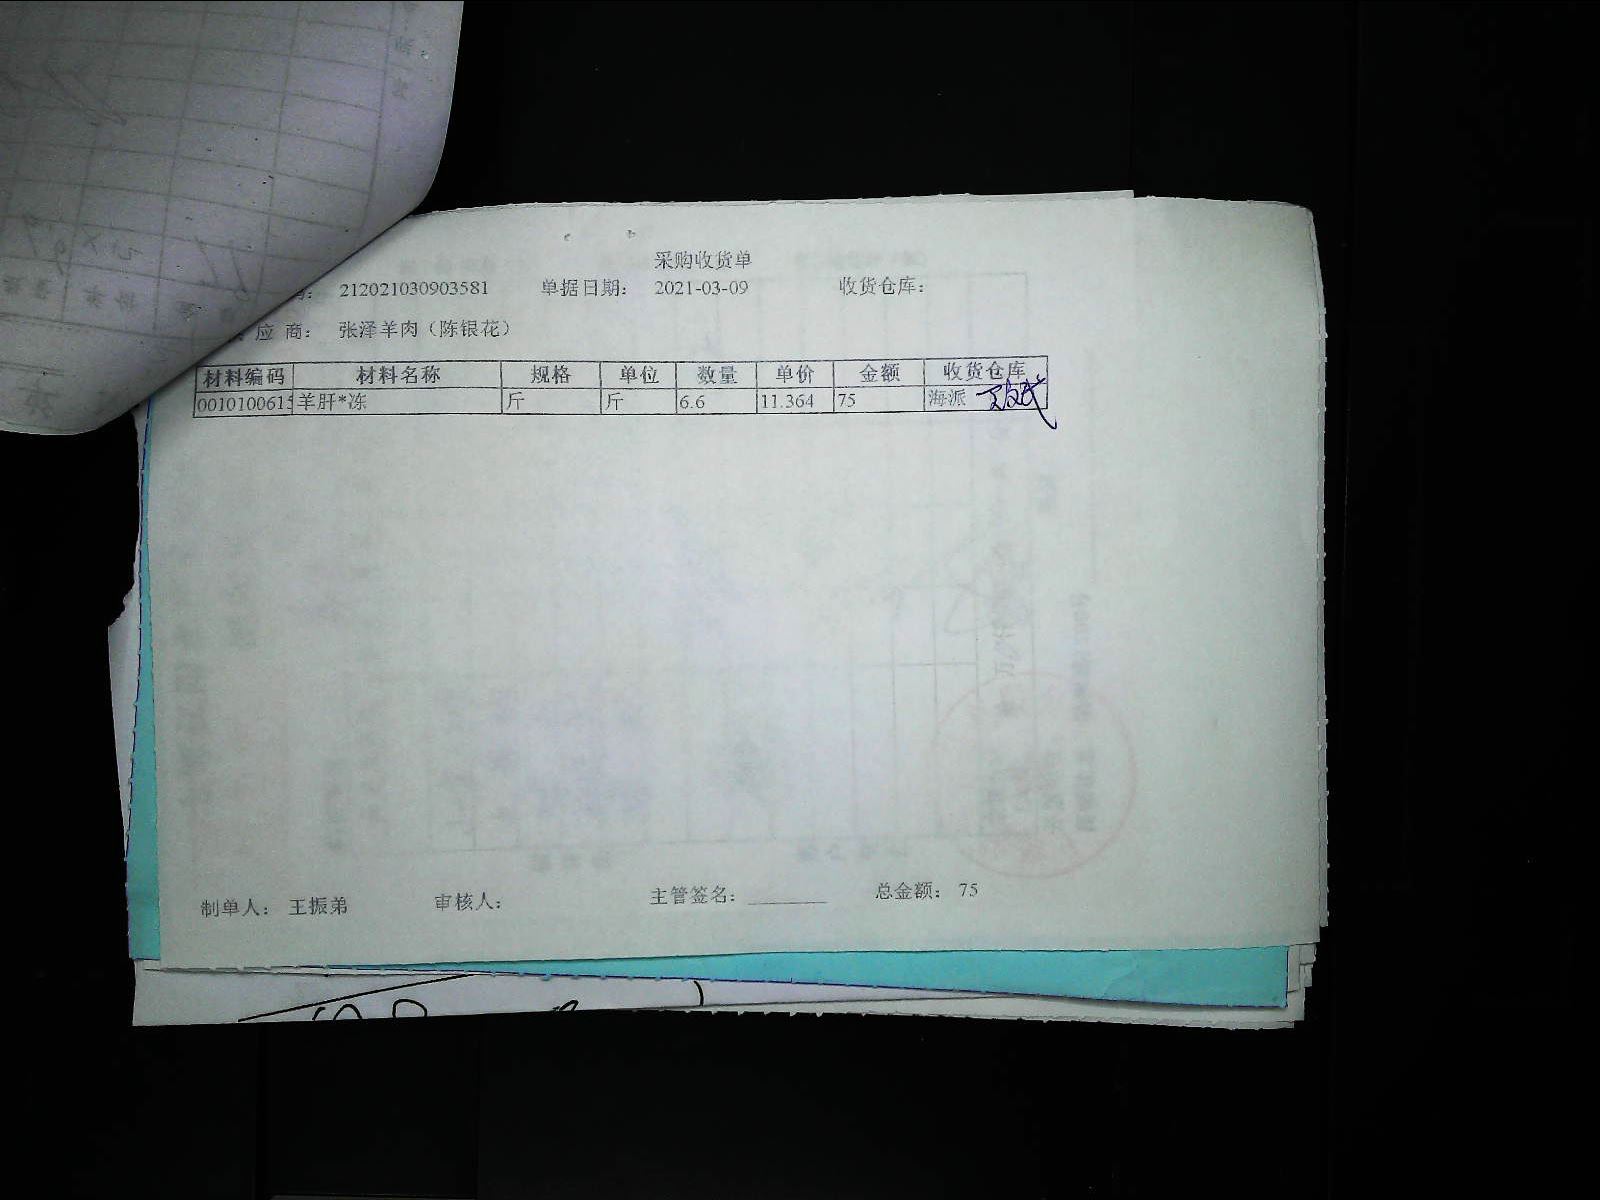 采购收货单
212021030903581 单据日期： 2021-03-09 收货仓库：
应 商： 张泽羊肉（陈银花）
材料编码 材料名称 规格 单位 数量 单价 金额 收货仓库
001010061 羊肝*冻 斤 斤 6.6 11.364 75 海派
制单人： 王振弟 审核人： 主管签名：________ 总金额： 75